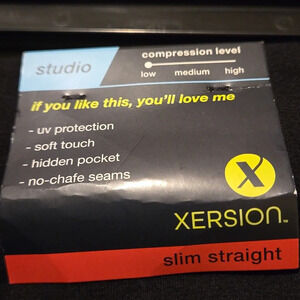 studio
compression level
low medium high
if you like this, you'll love me
- uv protection
- soft touch
- hidden pocket
- no-chafe seams
X
XERSION™
slim straight